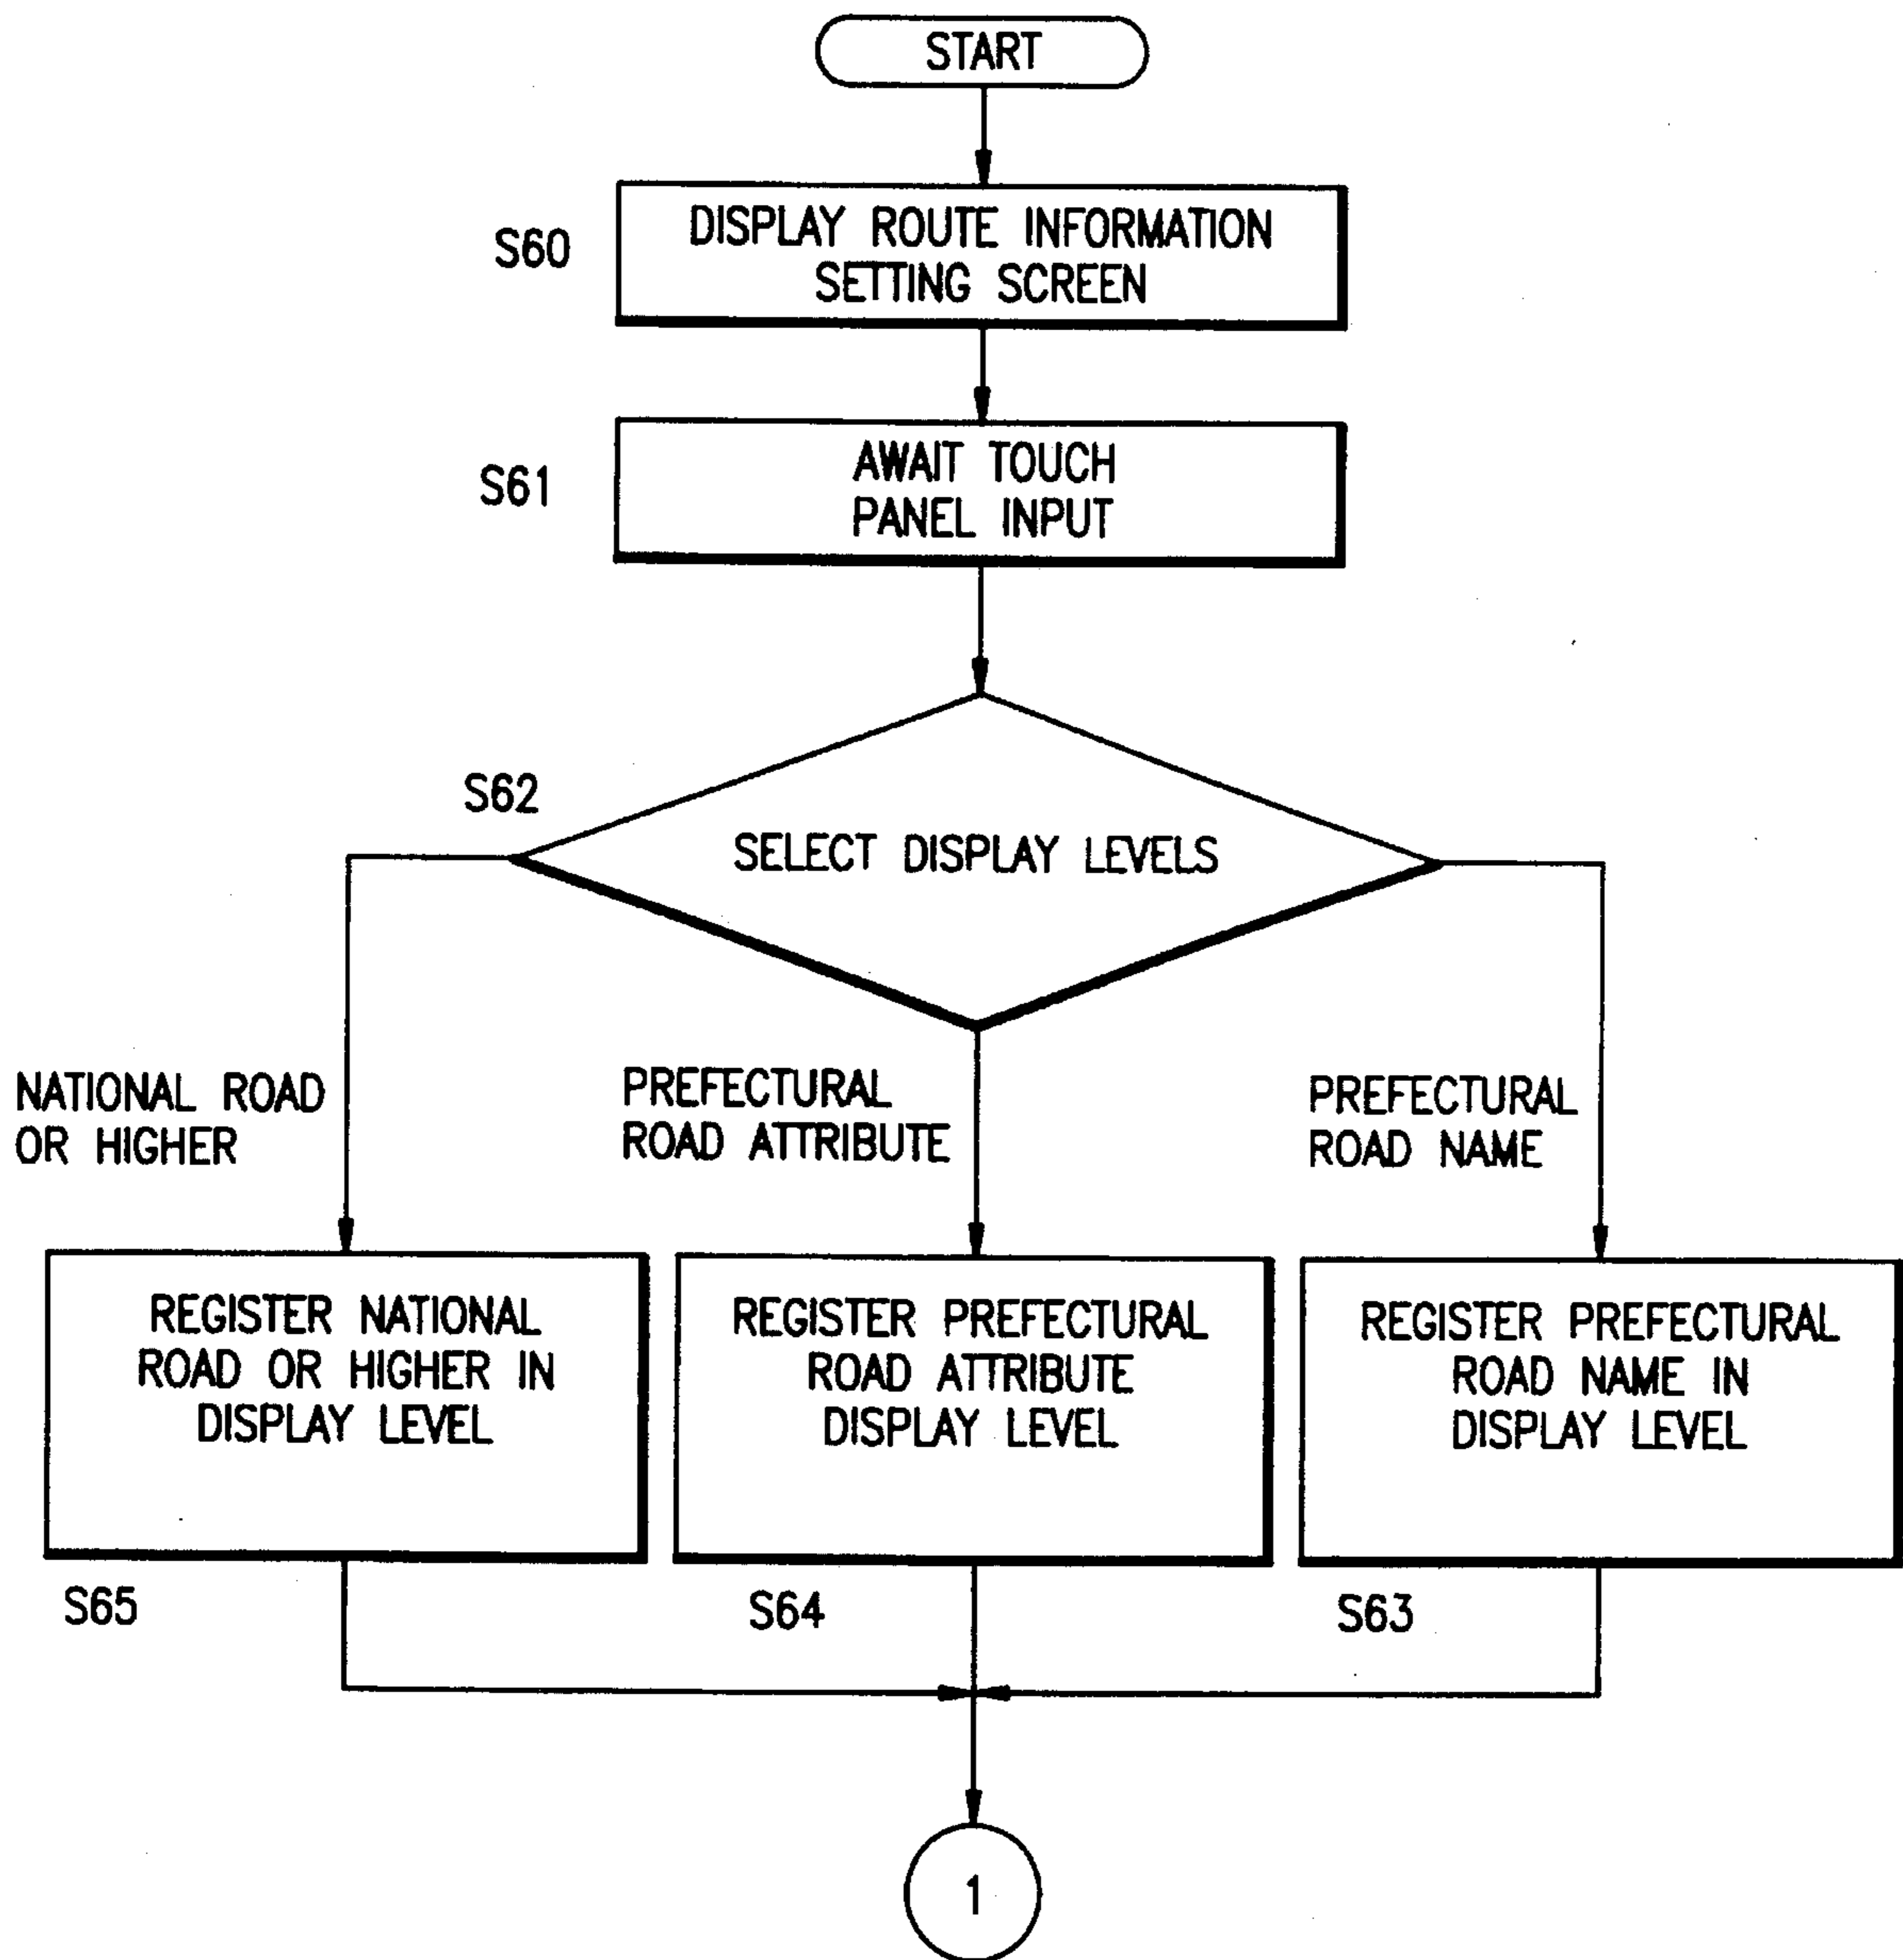 START
S60
DISPLAY ROUTE INFORMATION
SETTING SCREEN
S61
AWAIT TOUCH
PANEL INPUT
S62
SELECT DISPLAY LEVELS
NATIONAL ROAD
OR HIGHER
PREFECTURAL
ROAD ATTRIBUTE
PREFECTURAL
ROAD NAME
REGISTER NATIONAL
ROAD OR HIGHER IN
DISPLAY LEVEL
REGISTER PREFECTURAL
ROAD ATTRIBUTE
DISPLAY LEVEL
REGISTER PREFECTURAL
ROAD NAME IN
DISPLAY LEVEL
S65
S64
S63
1